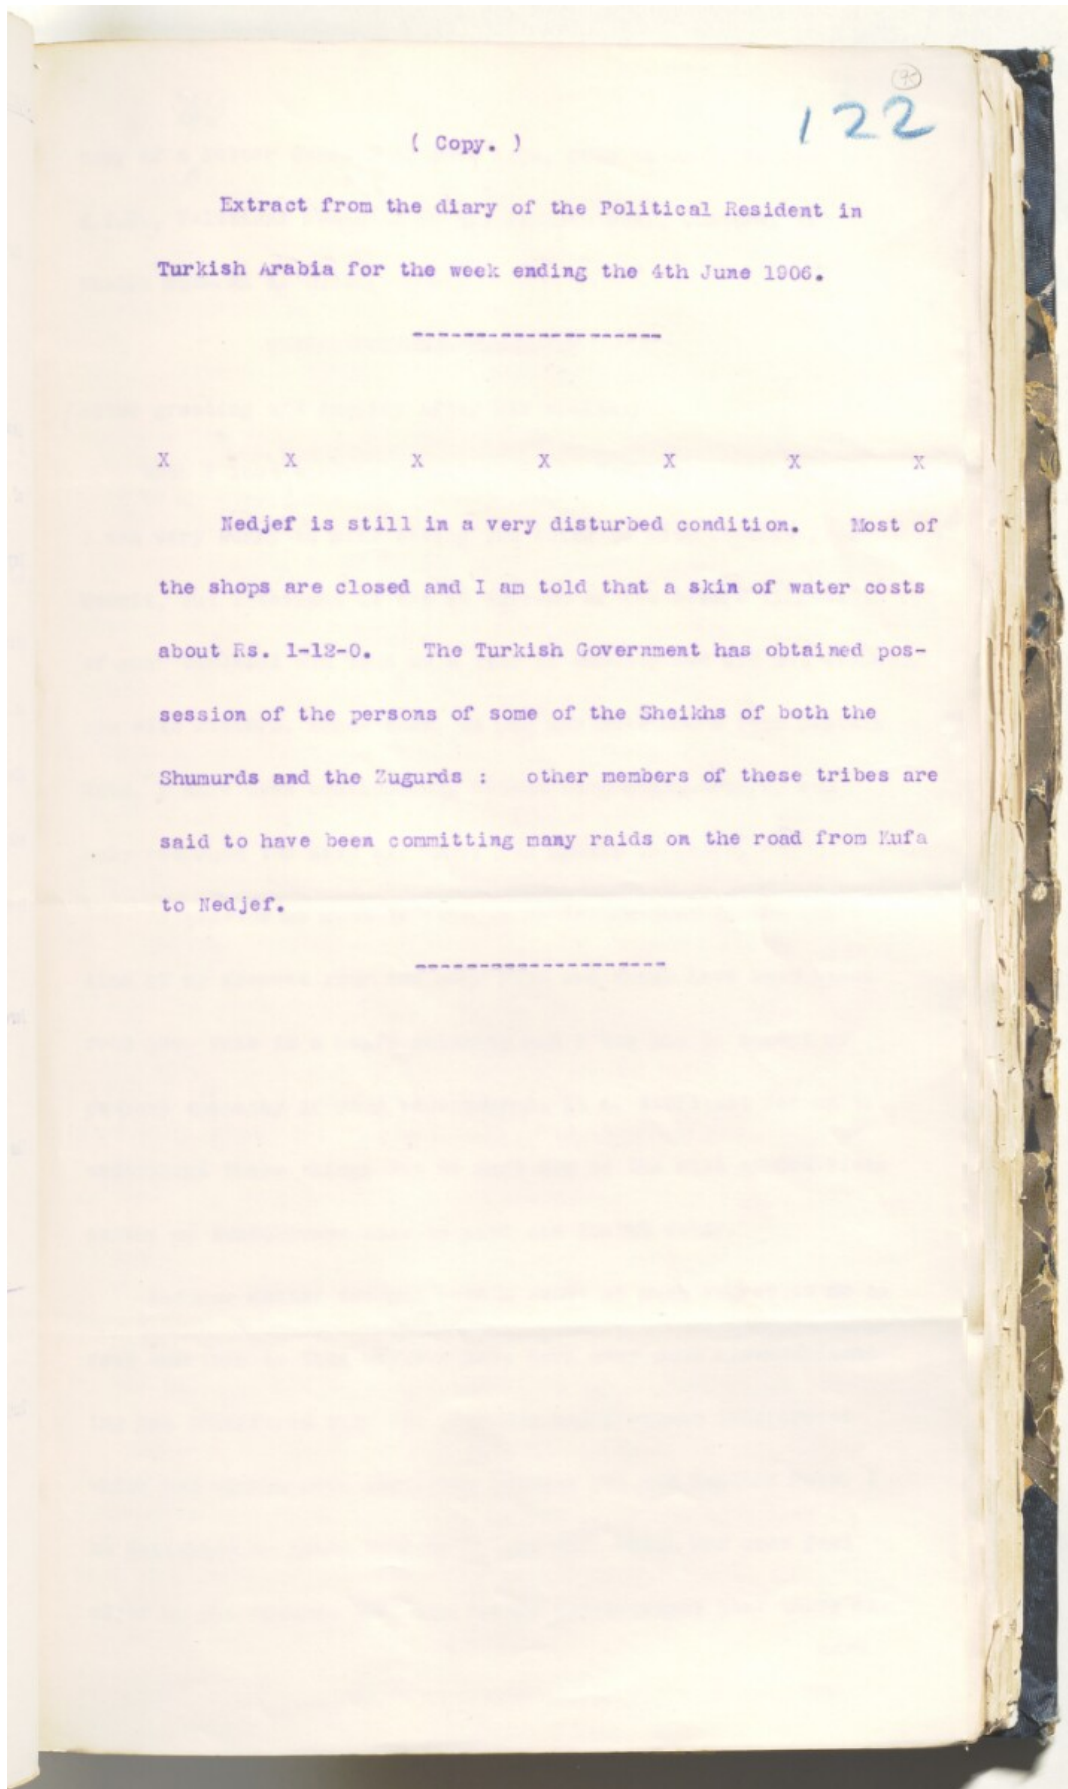 122
( Copy. )
Extract from the diary of the Political Resident in
Turkish Arabia for the week ending the 4th June 1906.
--------------------
X X X X X X X
Nedjef is still in a very disturbed condition. Most of
the shops are closed and I am told that a skin of water costs
about Rs. 1-12-0. The Turkish Government has obtained pos-
session of the persons of some of the Sheikhs of both the
Shumurds and the Zugurds : other members of these tribes are
said to have been committing many raids on the road from Kufa
to Nedjef.
--------------------